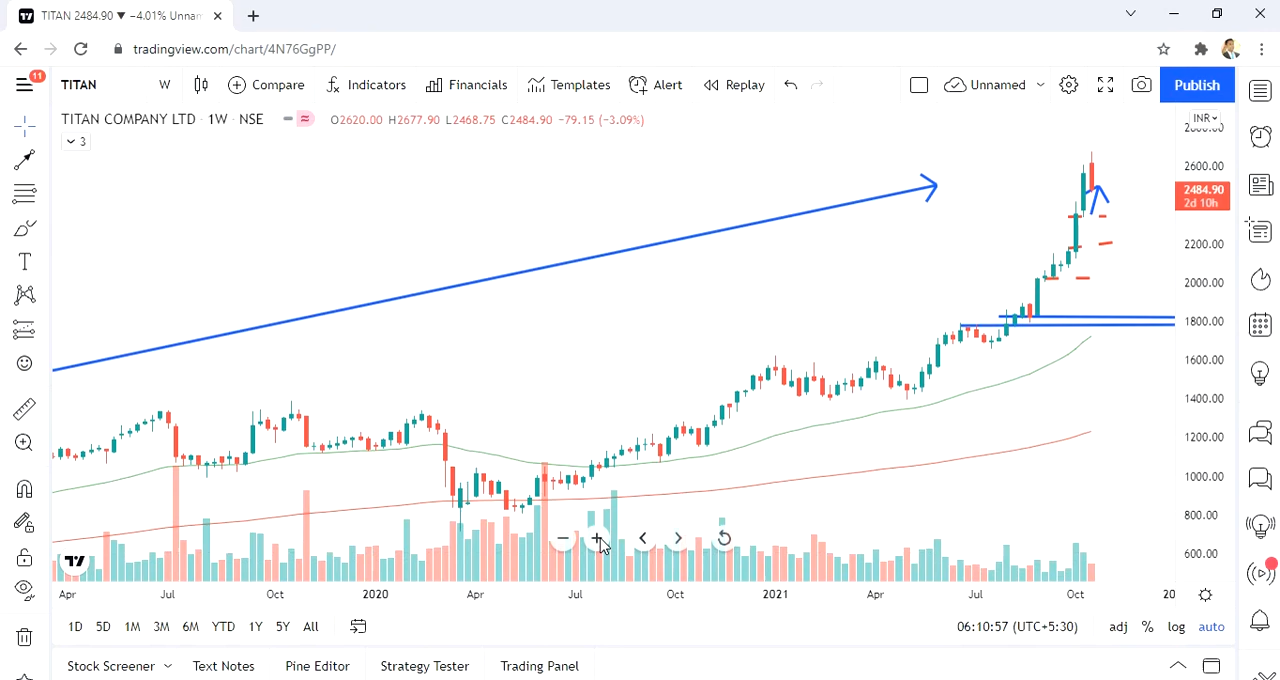 TITAN 2484.90 ▼ −4.01% Unnam
tradingview.com/chart/4N76GgPP/
11
TITAN W Compare Indicators Financials Templates Alert Replay Unnamed Publish
TITAN COMPANY LTD · 1W · NSE O2620.00 H2677.90 L2468.75 C2484.90 −79.15 (−3.09%)
INR
3
2800.00
2600.00
2484.90
2d 10h
2200.00
2000.00
1800.00
1600.00
1400.00
1200.00
1000.00
800.00
600.00
Apr Jul Oct 2020 Apr Jul Oct 2021 Apr Jul Oct 20
1D 5D 1M 3M 6M YTD 1Y 5Y All 06:10:57 (UTC+5:30) adj % log auto
Stock Screener Text Notes Pine Editor Strategy Tester Trading Panel